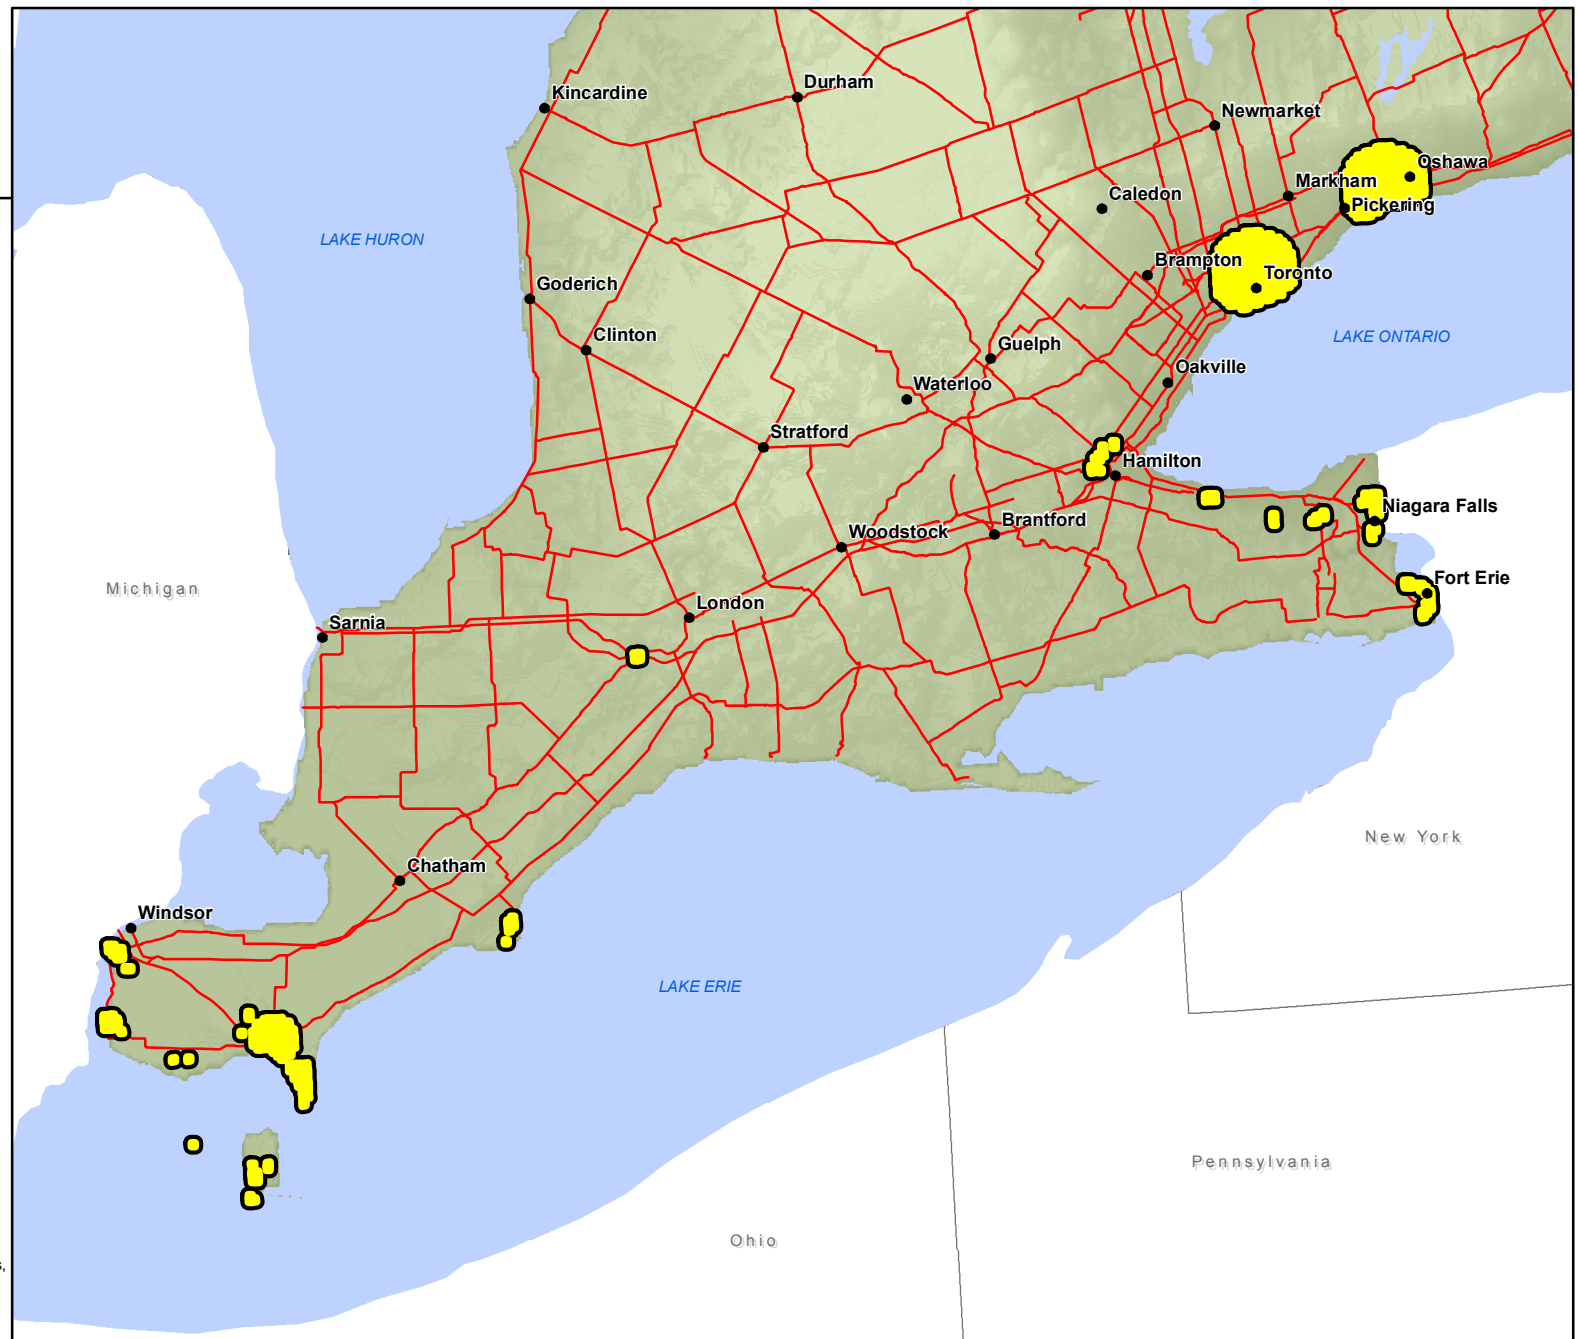 Durham
Kincardine
Newmarket
Oshawa
Markham
Caledon
Pickering
LAKE HURON
Brampton
Toronto
Goderich
Clinton
LAKE ONTARIO
Guelph
Oakville
Waterloo
Stratford
Hamilton
Niagara Falls
Brantford
Woodstock
Fort Erie
Michigan
London
Sarnia
New York
Chatham
Windsor
LAKE ERIE
Pennsylvania
Ohio